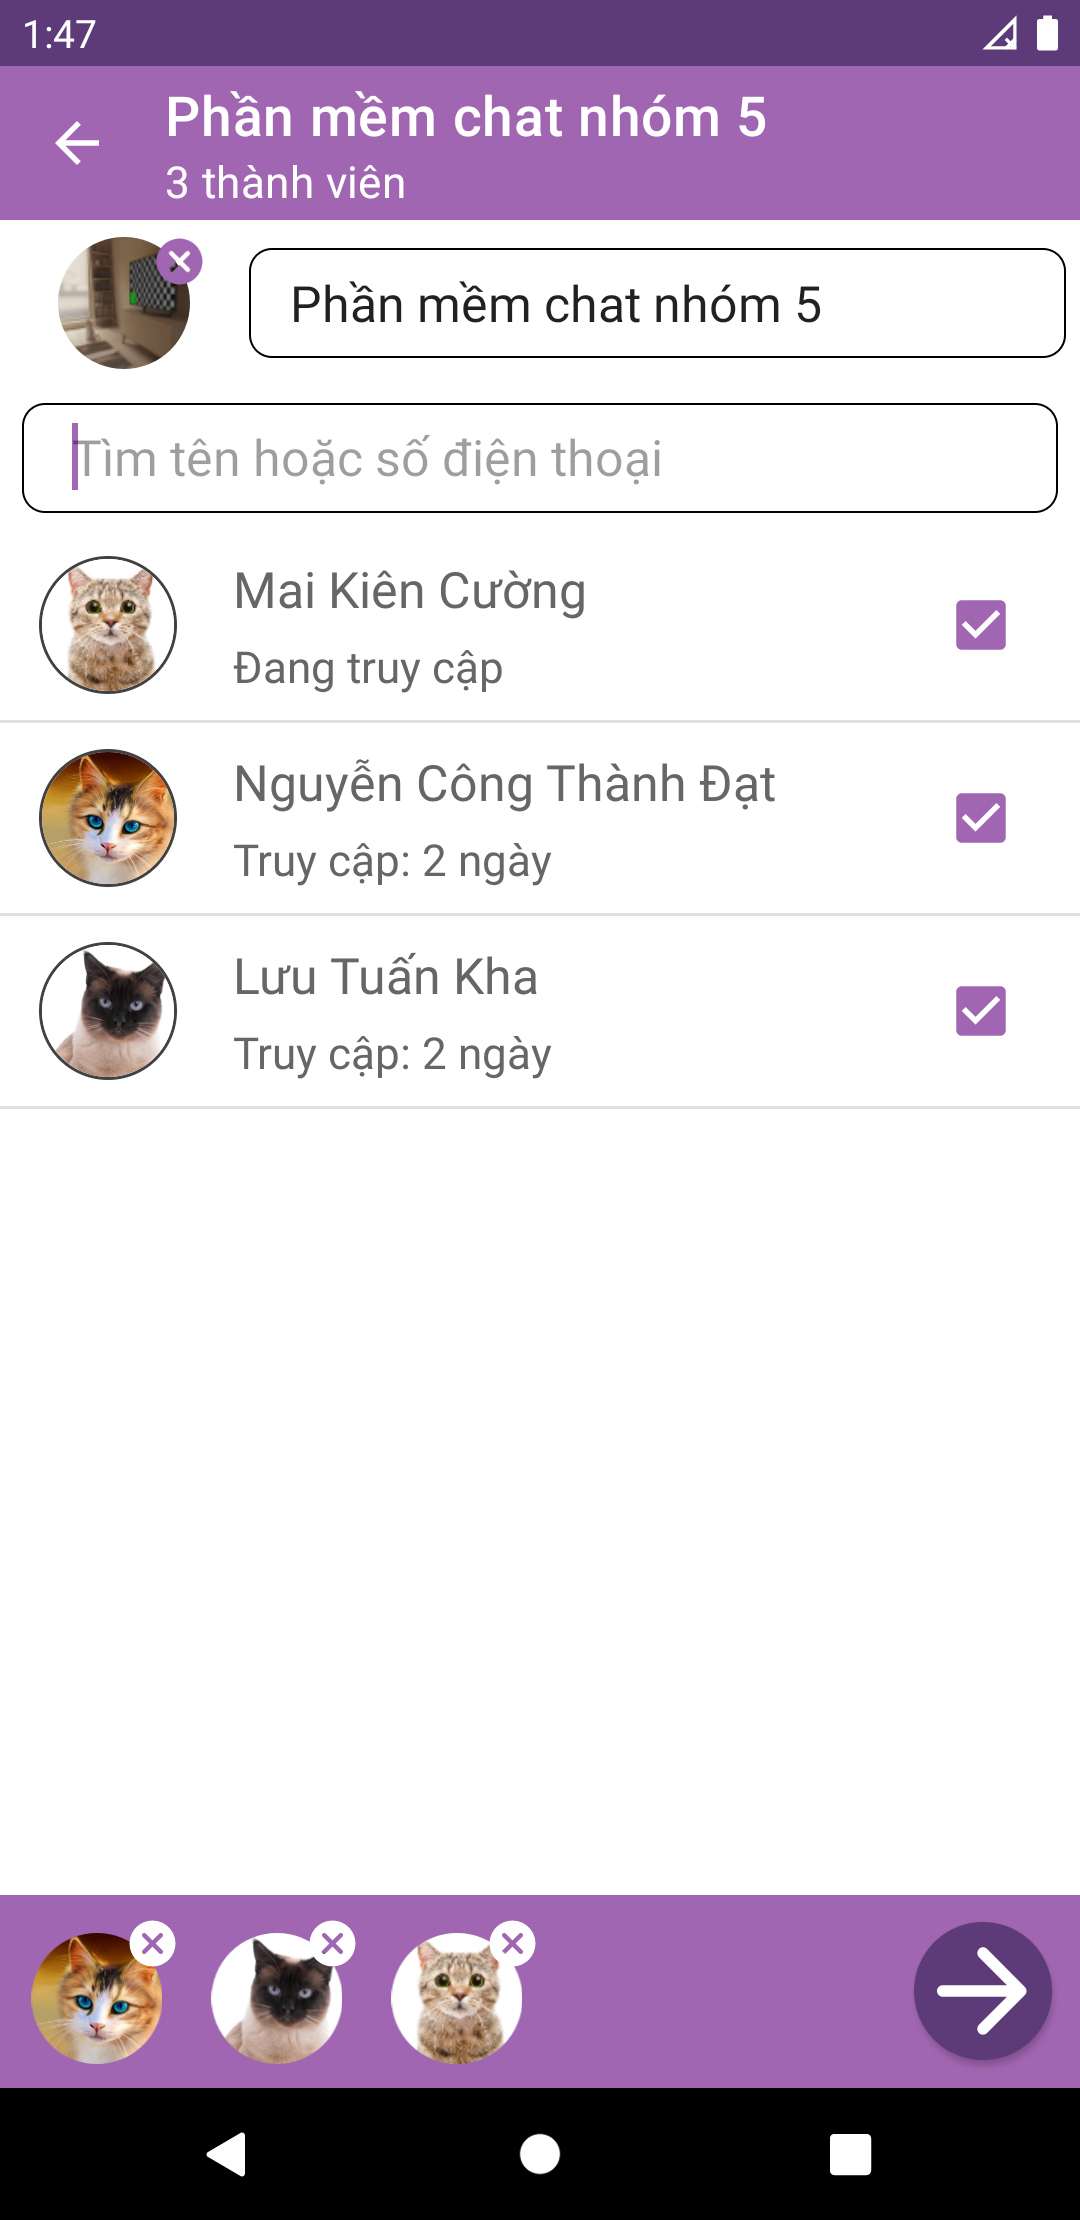 1:47
Phần mềm chat nhóm 5
3 thành viên
Phần mềm chat nhóm 5
Tìm tên hoặc số điện thoại
Mai Kiên Cường
Đang truy cập
Nguyễn Công Thành Đạt
Truy cập: 2 ngày
Lưu Tuấn Kha
Truy cập: 2 ngày